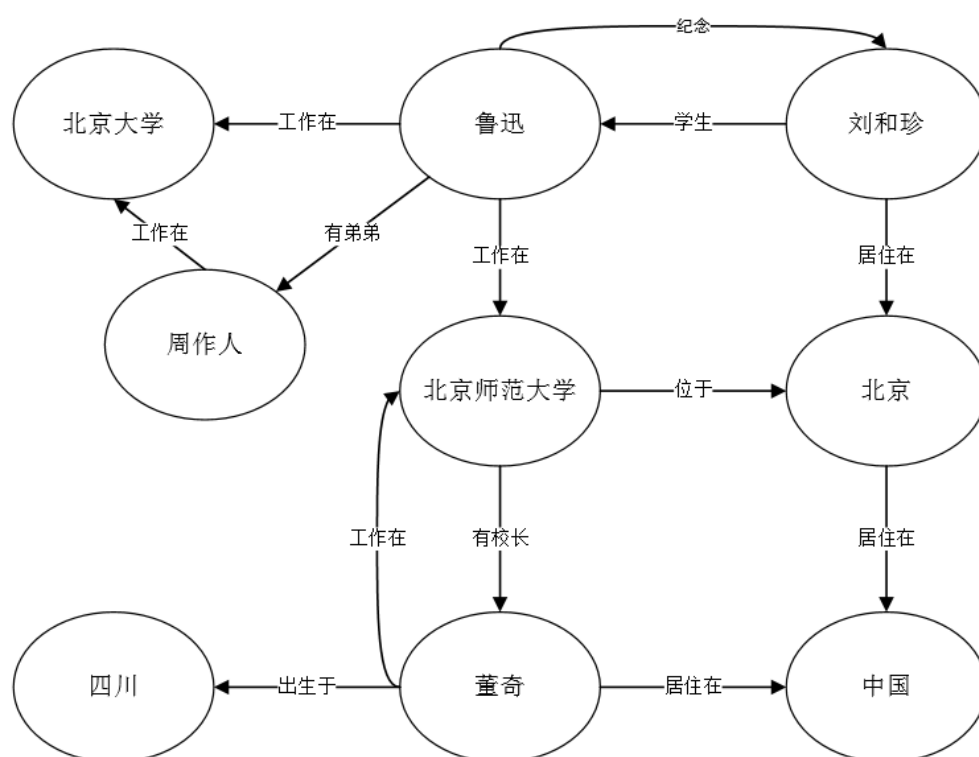 纪念
北京大学
工作在
鲁迅
学生
刘和珍
工作在
有弟弟
工作在
居住在
周作人
北京师范大学
位于
北京
工作在
有校长
居住在
四川
出生于
董奇
居住在
中国